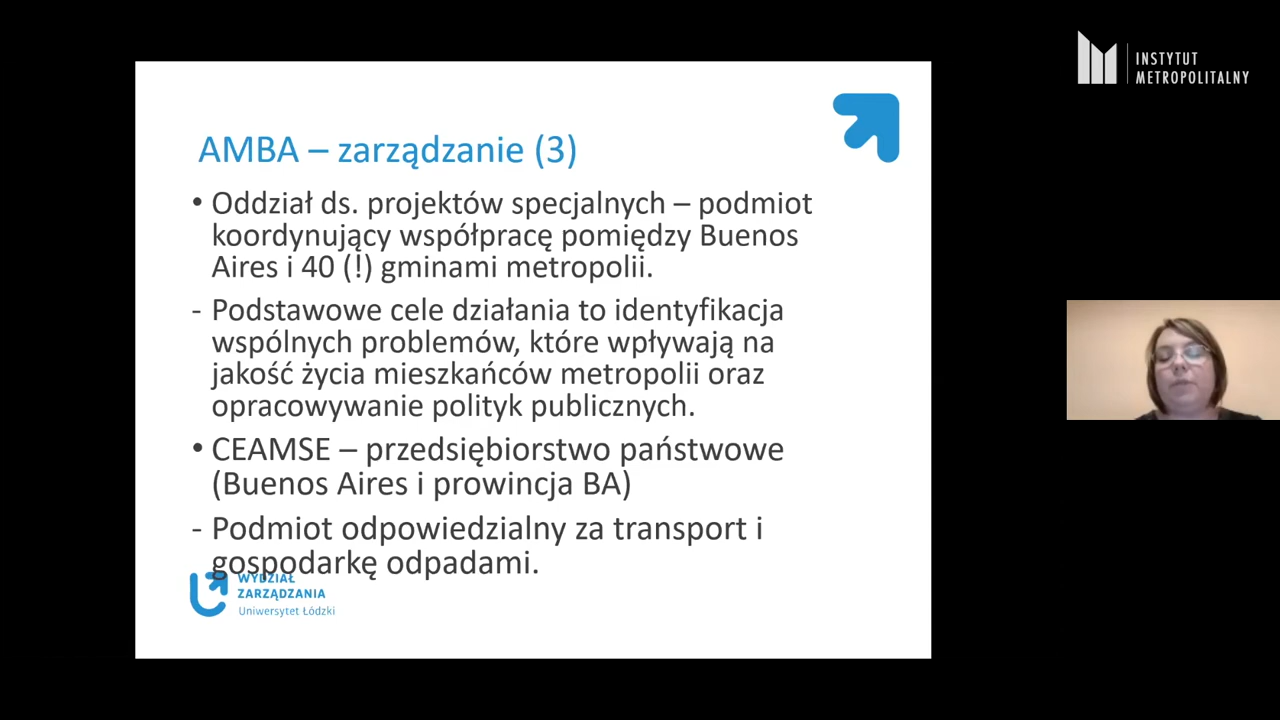 INSTYTUT
METROPOLITALNY
AMBA – zarządzanie (3)
• Oddział ds. projektów specjalnych – podmiot
koordynujący współpracę pomiędzy Buenos
Aires i 40 (!) gminami metropolii.
- Podstawowe cele działania to identyfikacja
wspólnych problemów, które wpływają na
jakość życia mieszkańców metropolii oraz
opracowywanie polityk publicznych.
• CEAMSE – przedsiębiorstwo państwowe
(Buenos Aires i prowincja BA)
- Podmiot odpowiedzialny za transport i
gospodarkę odpadami.
WYDZIAŁ
ZARZĄDZANIA
Uniwersytet Łódzki